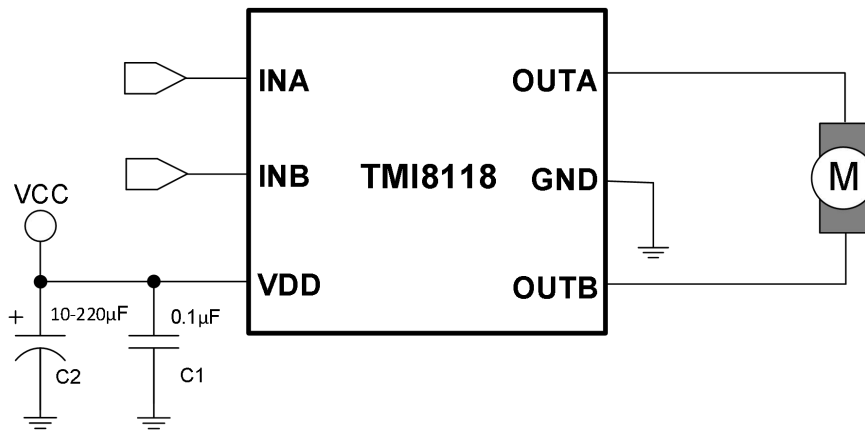 INA
OUTA
INB
TMI8118
GND
M
VCC
VDD
OUTB
+
10-220μF
0.1μF
C2
C1